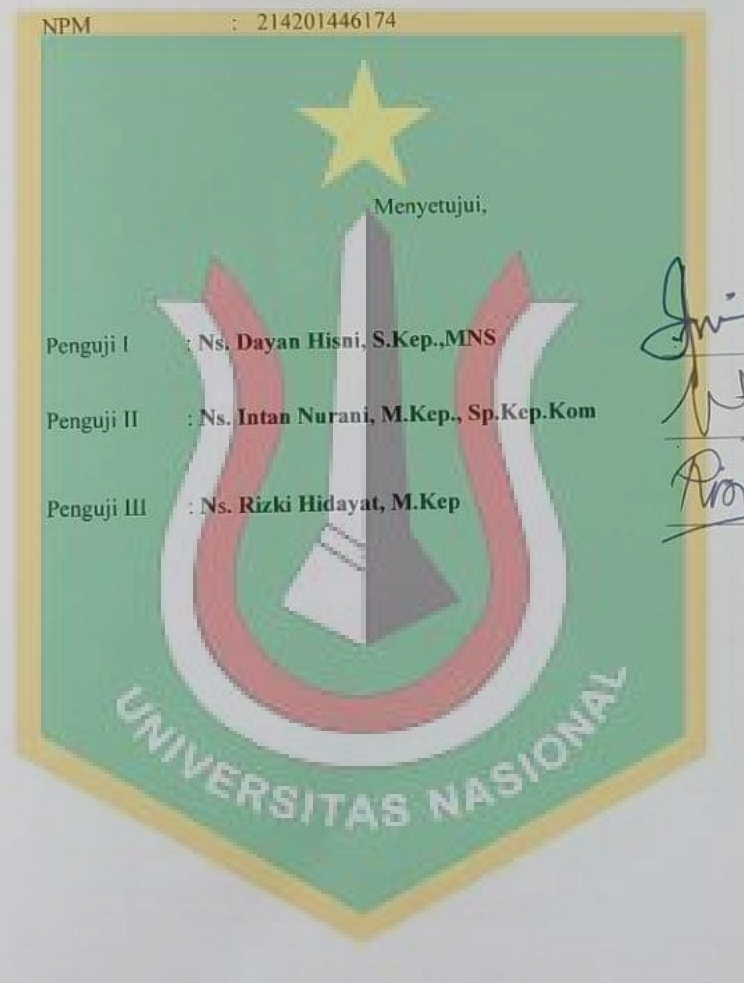 NPM : 214201446174
Menyetujui,
Penguji I : Ns. Dayan Hisni, S.Kep.,MNS
Penguji II : Ns. Intan Nurani, M.Kep., Sp.Kep.Kom
Penguji III : Ns. Rizki Hidayat, M.Kep
UNIVERSITAS NASIONAL